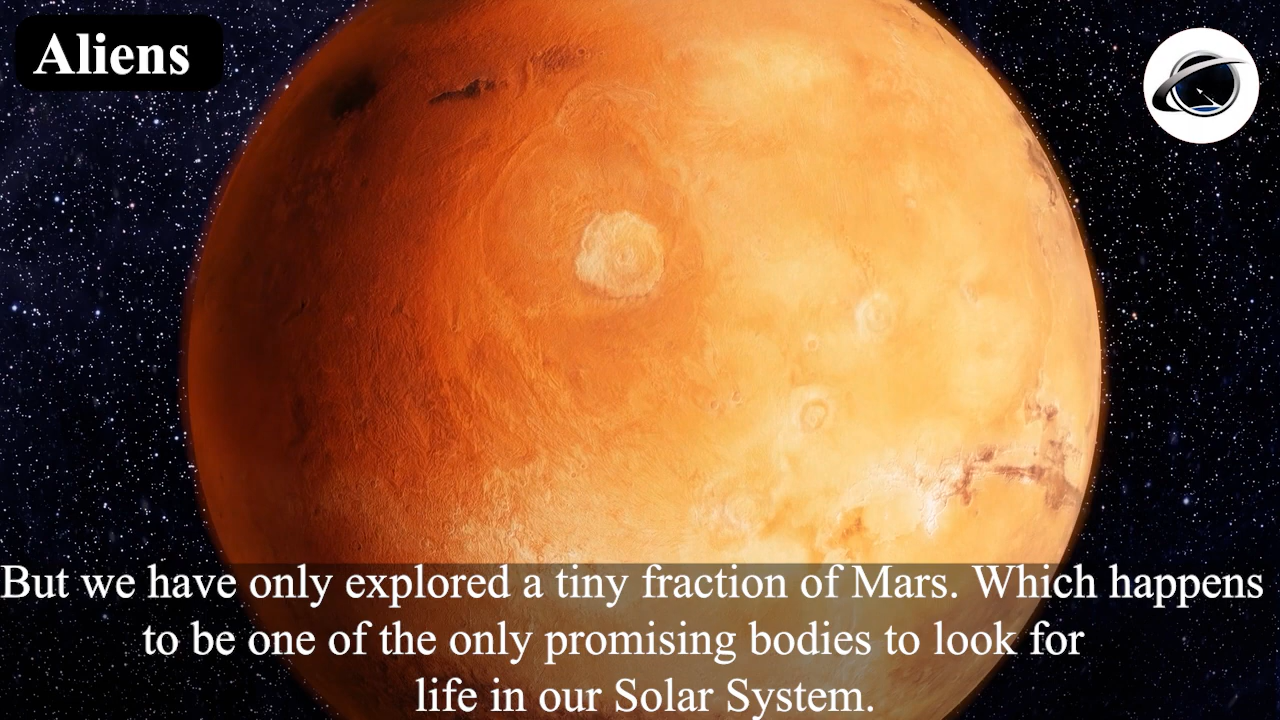 Aliens
But we have only explored a tiny fraction of Mars. Which happens
to be one of the only promising bodies to look for
life in our Solar System.